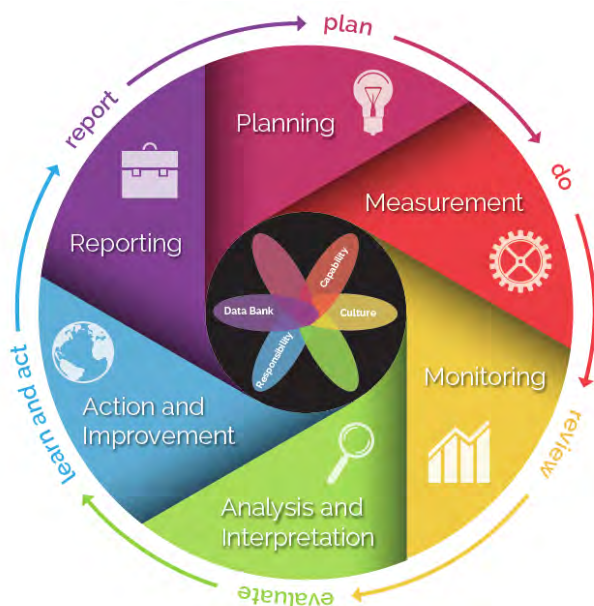 plan
Planning
do
Measurement
review
Monitoring
evaluate
Analysis and
Interpretation
learn and act
Action and
Improvement
report
Reporting
Capability
Culture
Responsibility
Data Bank